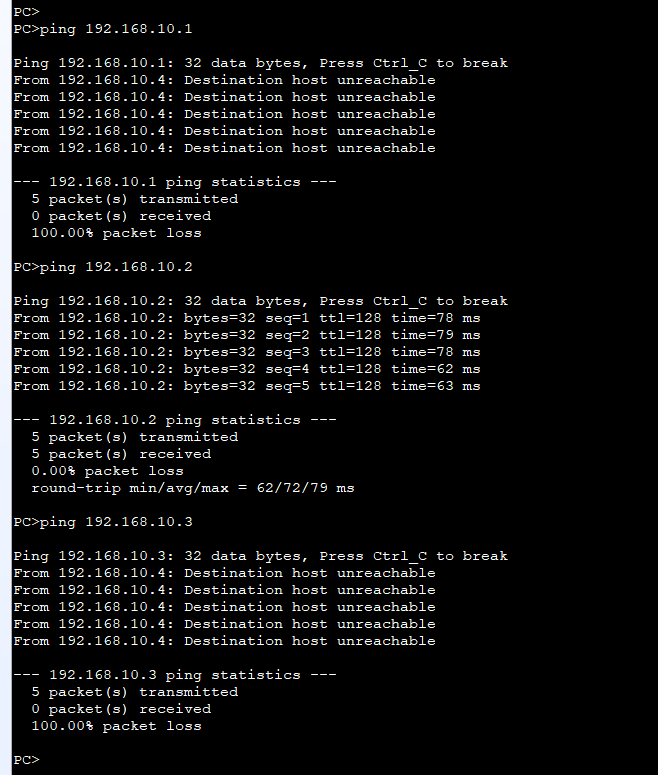 PC>
PC>ping 192.168.10.1
Ping 192.168.10.1: 32 data bytes, Press Ctrl_C to break
From 192.168.10.4: Destination host unreachable
From 192.168.10.4: Destination host unreachable
From 192.168.10.4: Destination host unreachable
From 192.168.10.4: Destination host unreachable
From 192.168.10.4: Destination host unreachable
--- 192.168.10.1 ping statistics ---
5 packet(s) transmitted
0 packet(s) received
100.00% packet loss
PC>ping 192.168.10.2
Ping 192.168.10.2: 32 data bytes, Press Ctrl_C to break
From 192.168.10.2: bytes=32 seq=1 ttl=128 time=78 ms
From 192.168.10.2: bytes=32 seq=2 ttl=128 time=79 ms
From 192.168.10.2: bytes=32 seq=3 ttl=128 time=78 ms
From 192.168.10.2: bytes=32 seq=4 ttl=128 time=62 ms
From 192.168.10.2: bytes=32 seq=5 ttl=128 time=63 ms
--- 192.168.10.2 ping statistics ---
5 packet(s) transmitted
5 packet(s) received
0.00% packet loss
round-trip min/avg/max = 62/72/79 ms
PC>ping 192.168.10.3
Ping 192.168.10.3: 32 data bytes, Press Ctrl_C to break
From 192.168.10.4: Destination host unreachable
From 192.168.10.4: Destination host unreachable
From 192.168.10.4: Destination host unreachable
From 192.168.10.4: Destination host unreachable
From 192.168.10.4: Destination host unreachable
--- 192.168.10.3 ping statistics ---
5 packet(s) transmitted
0 packet(s) received
100.00% packet loss
PC>